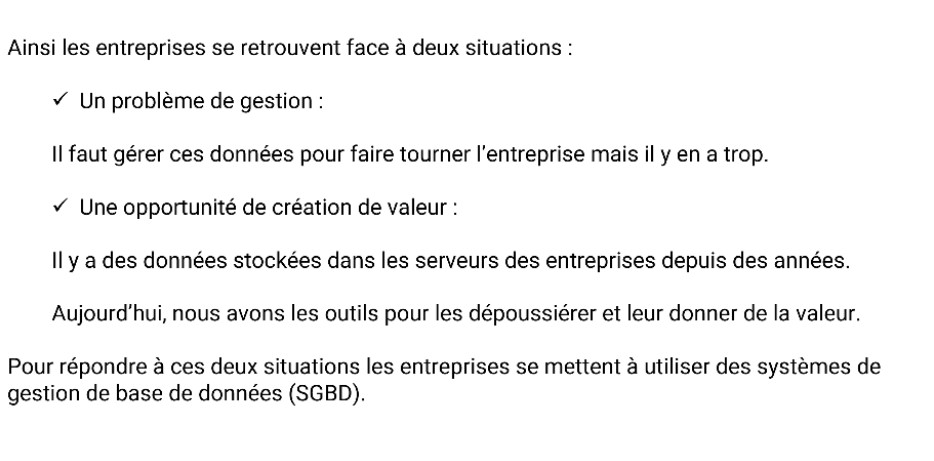 Ainsi les entreprises se retrouvent face à deux situations :
✓ Un problème de gestion :
Il faut gérer ces données pour faire tourner l'entreprise mais il y en a trop.
✓ Une opportunité de création de valeur :
Il y a des données stockées dans les serveurs des entreprises depuis des années.
Aujourd'hui, nous avons les outils pour les dépoussiérer et leur donner de la valeur.
Pour répondre à ces deux situations les entreprises se mettent à utiliser des systèmes de
gestion de base de données (SGBD).